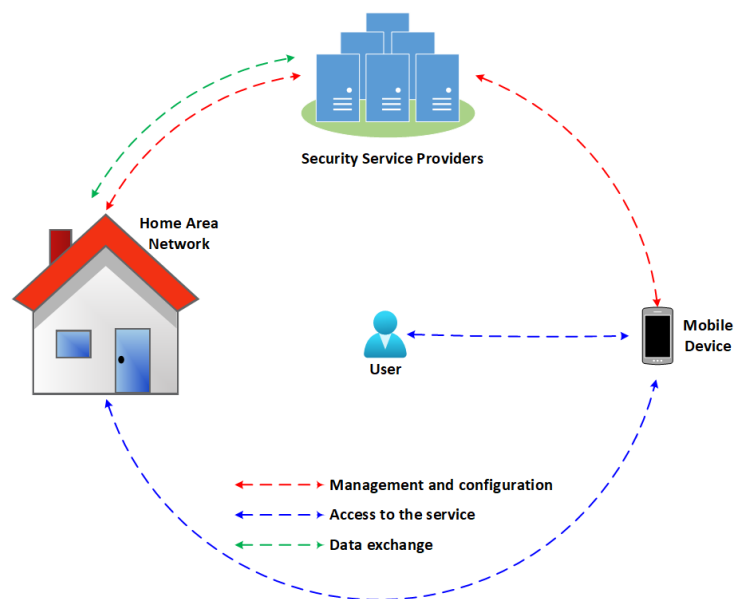 Security Service Providers
Home Area
Network
Mobile
Device
User
Management and configuration
Access to the service
Data exchange